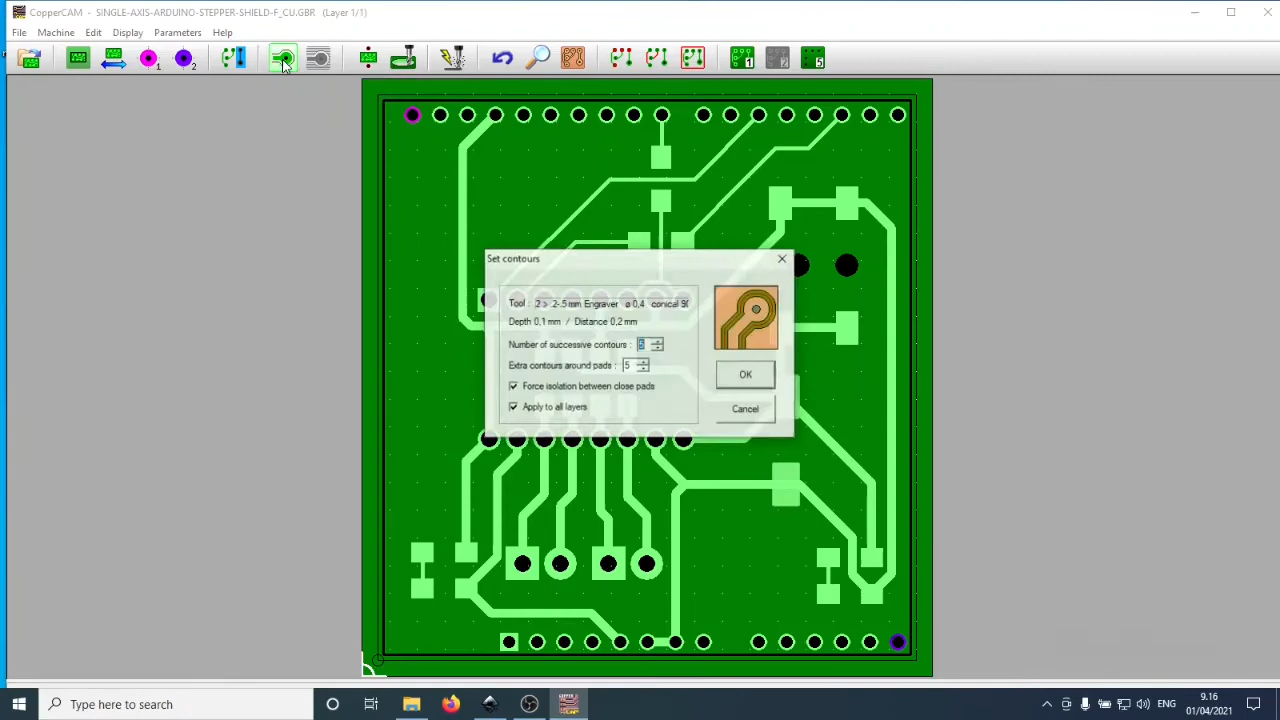 CopperCAM - SINGLE-AXIS-ARDUINO-STEPPER-SHIELD-F_CU.GBR (Layer 1/1)
File Machine Edit Display Parameters Help
1 2 1 2 5
Set contours
Tool :
Engraver ø 0,4 conical
Depth 0,1 mm / Distance 0,2 mm
Number of successive contours :
Extra contours around pads : 5
Force isolation between close pads
Apply to all layers
OK
Cancel
Type here to search
ENG
9.16
01/04/2021